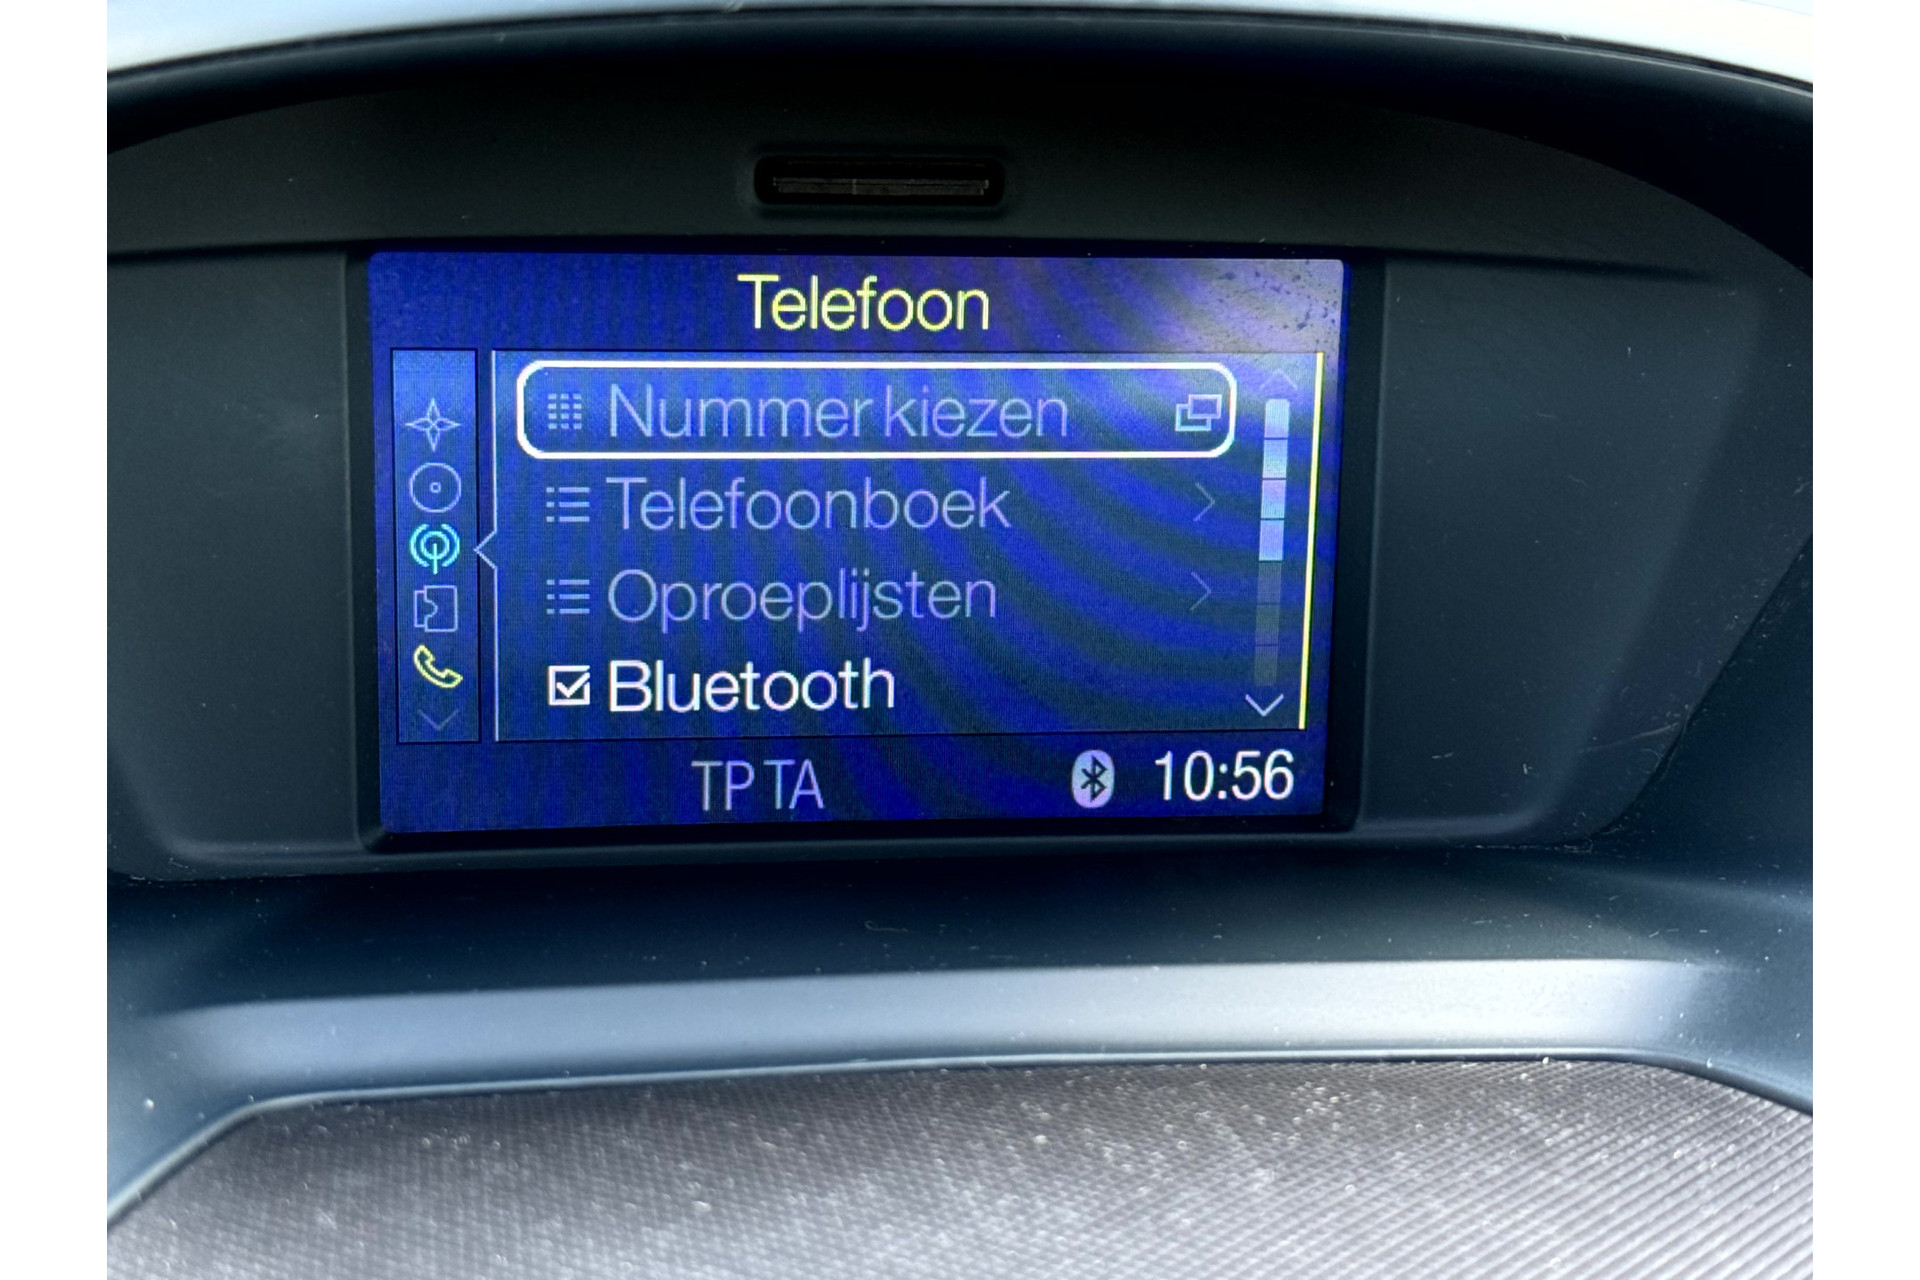 Telefoon
Nummer kiezen
Telefoonboek
Oproeplijsten
Bluetooth
TP TA 10:56